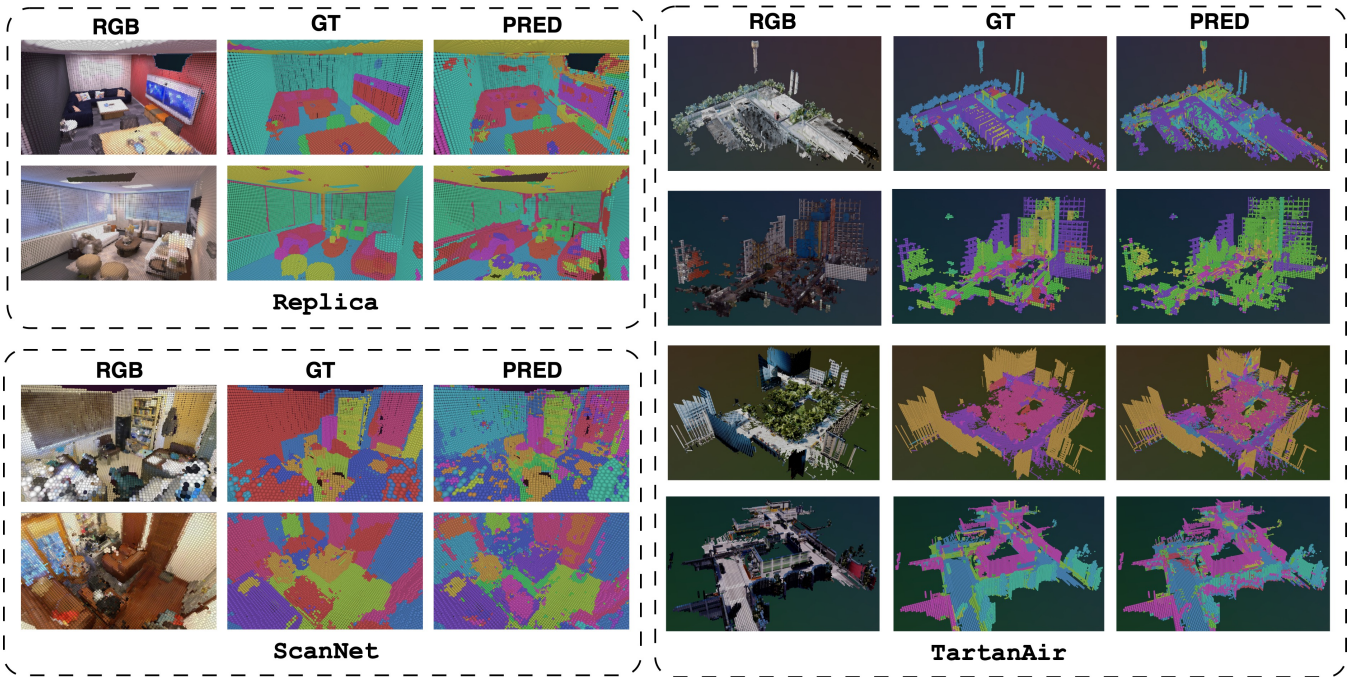 RGB GT PRED
Replica
RGB GT PRED
ScanNet
RGB GT PRED
TartanAir